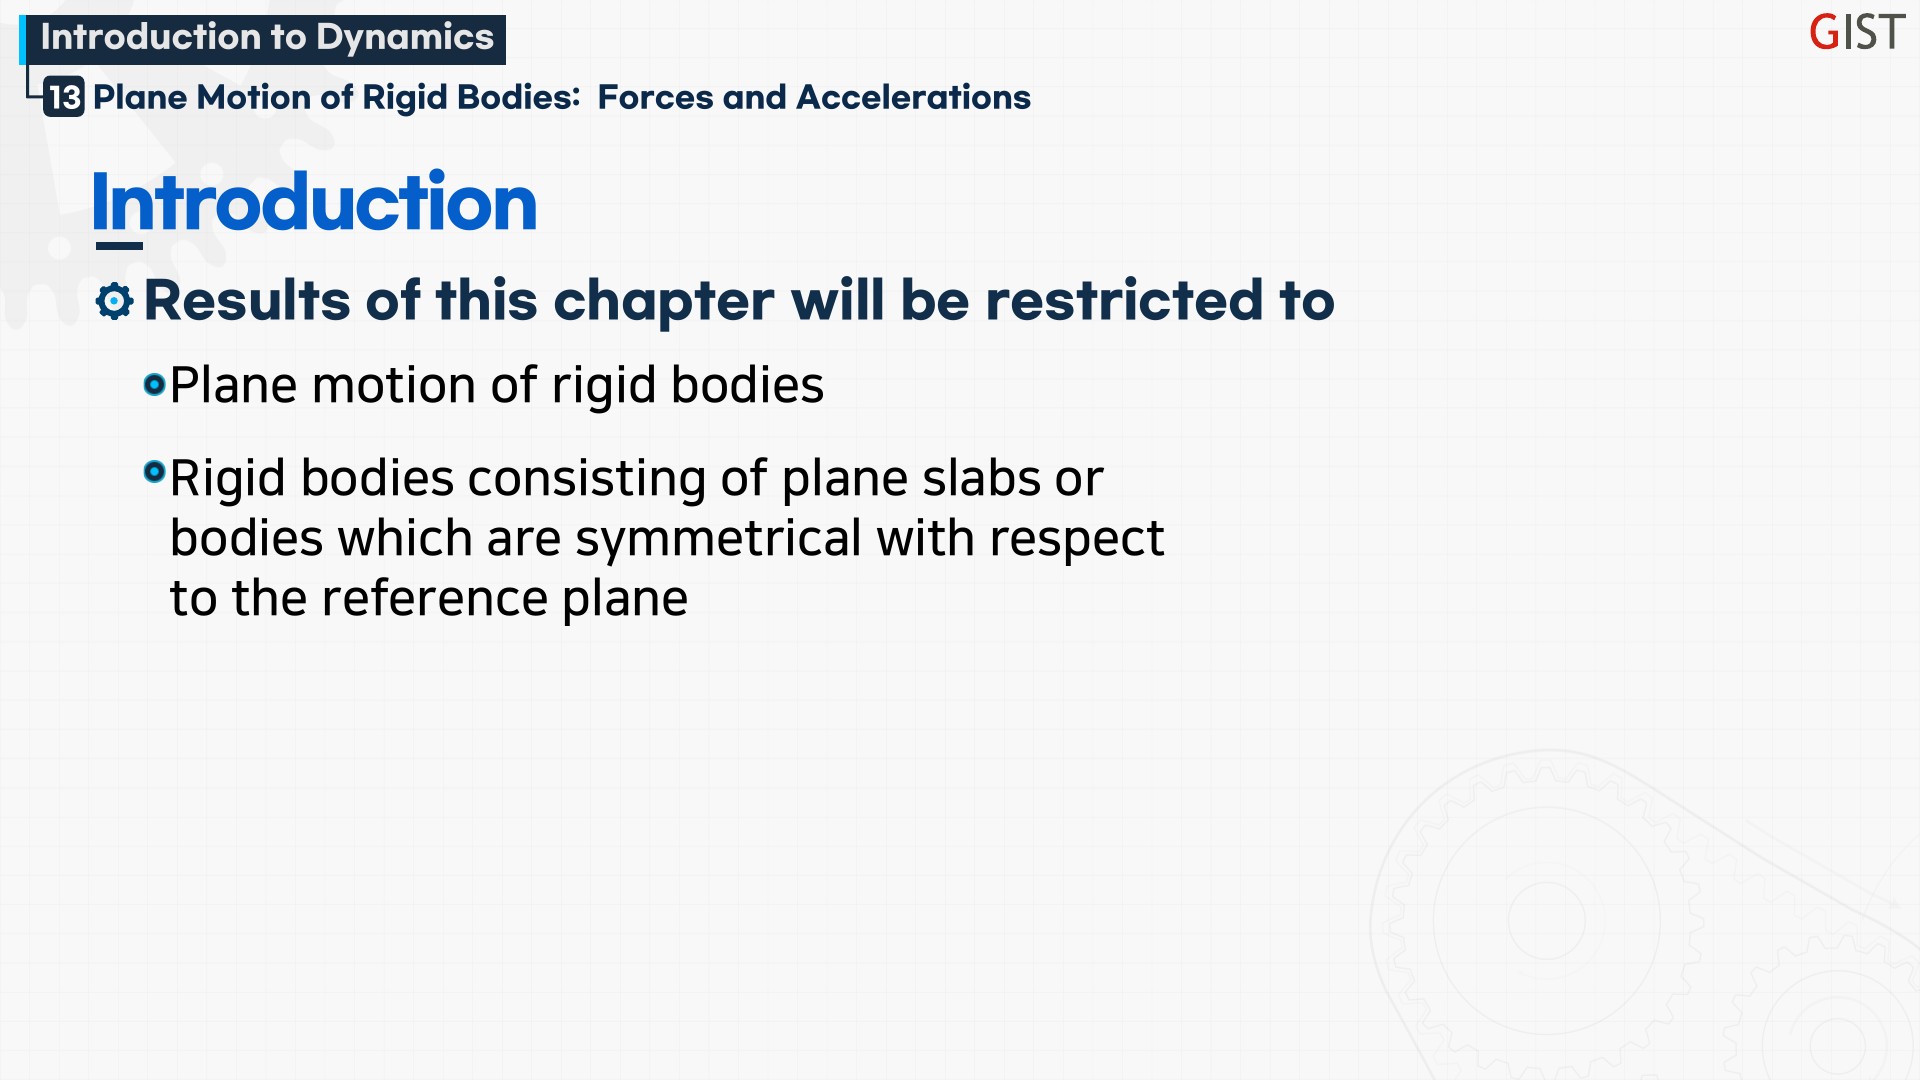 Introduction to Dynamics
GIST
13 Plane Motion of Rigid Bodies: Forces and Accelerations
Introduction
Results of this chapter will be restricted to
Plane motion of rigid bodies
Rigid bodies consisting of plane slabs or
bodies which are symmetrical with respect
to the reference plane